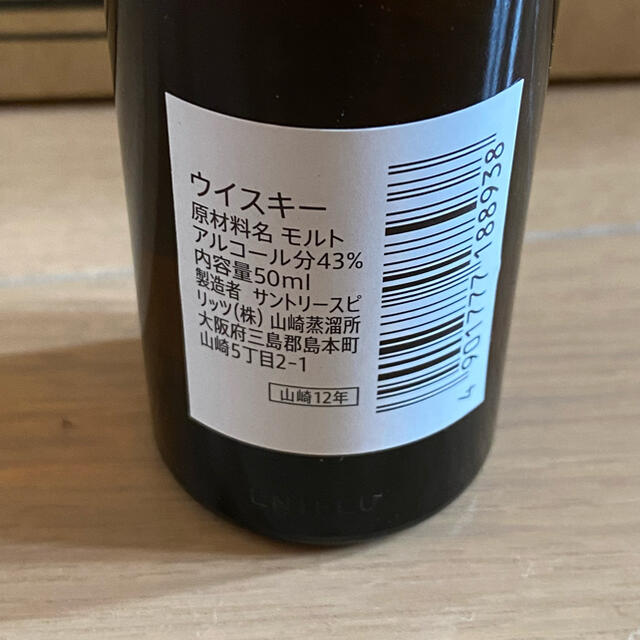 ウイスキー
原材料名 モルト
アルコール分43%
内容量50ml
製造者 サントリースピ
リッツ(株) 山崎蒸溜所
大阪府三島郡島本町
山崎5丁目2-1
山崎12年
4901777188938